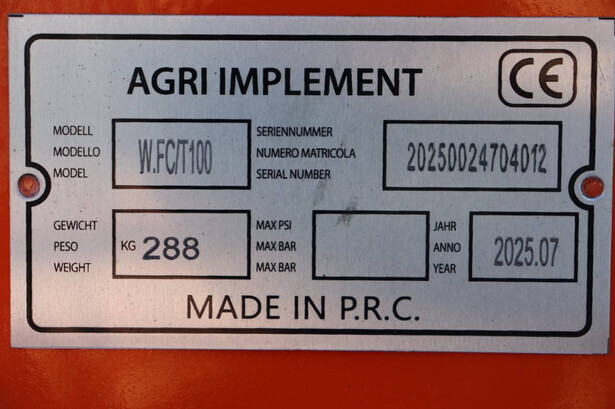 AGRI IMPLEMENT CE
MODELL
MODELLO
MODEL
W.FC/T100
SERIENNUMMER
NUMERO MATRICOLA
SERIAL NUMBER
20250024704012
GEWICHT
PESO
WEIGHT
KG 288
MAX PSI
MAX BAR
MAX BAR
JAHR
ANNO
YEAR
2025.07
MADE IN P.R.C.